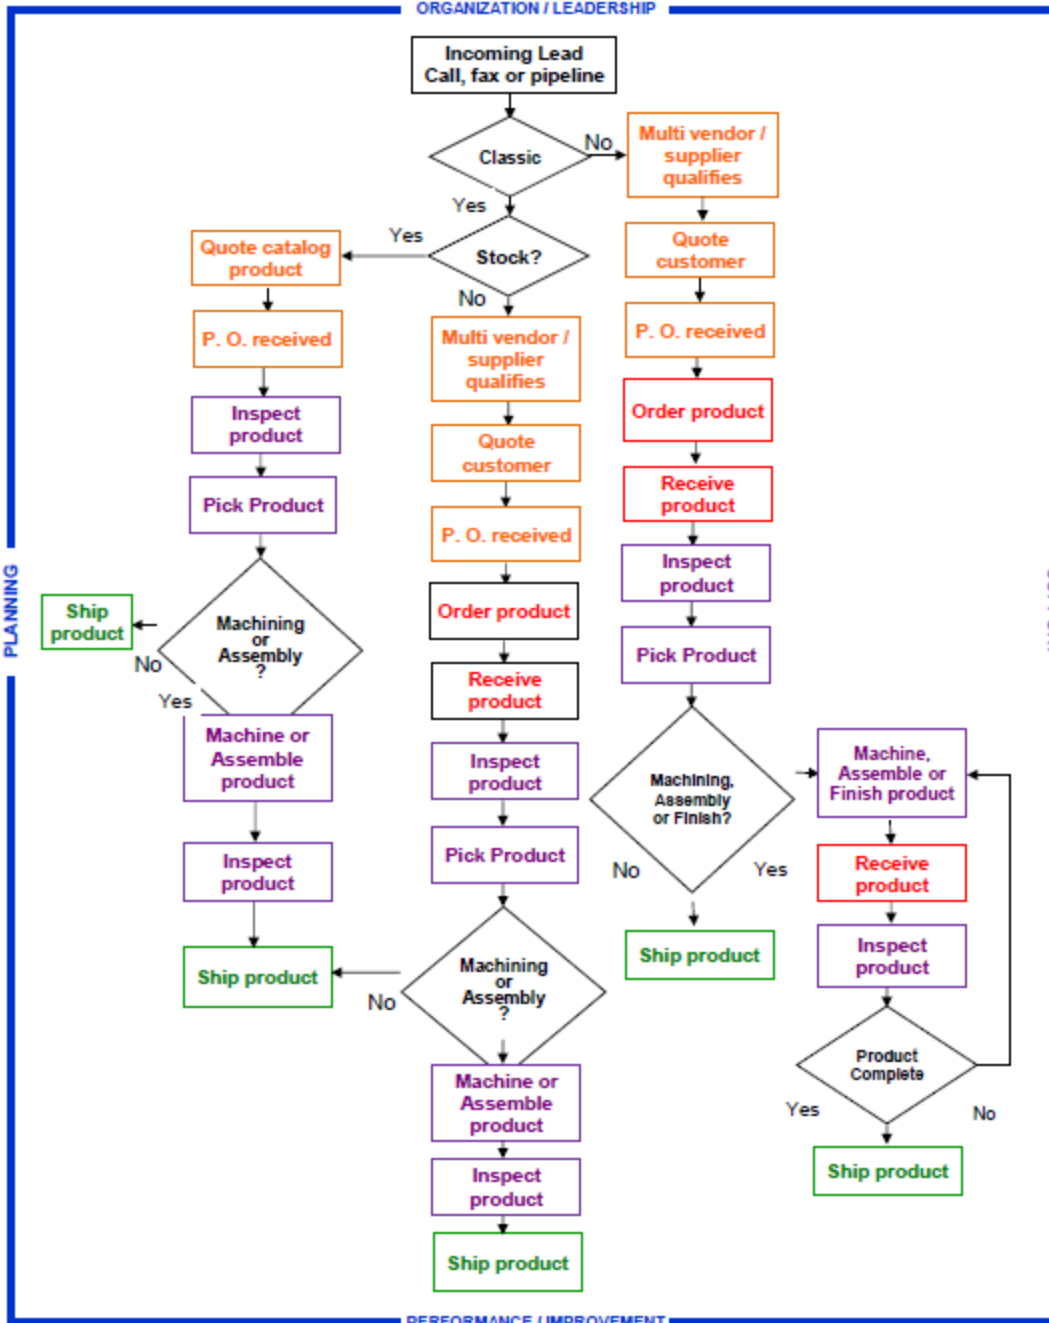 ORGANIZATION / LEADERSHIP
Incoming Lead
Call, fax or pipeline
Classic
No
Multi vendor /
supplier
qualifies
Yes
Quote
customer
P. O. received
Order product
Receive
product
Inspect
product
Pick Product
Machining,
Assembly
or Finish?
No
Yes
Ship product
Machine,
Assemble or
Finish product
Receive
product
Inspect
product
Product
Complete
Yes
No
Ship product
Stock?
Yes
Quote catalog
product
P. O. received
Inspect
product
Pick Product
Machining
or
Assembly
?
No
Ship
product
Yes
Machine or
Assemble
product
Inspect
product
Ship product
No
Multi vendor /
supplier
qualifies
Quote
customer
P. O. received
Order product
Receive
product
Inspect
product
Pick Product
Machining
or
Assembly
?
No
Machine or
Assemble
product
Inspect
product
Ship product
PLANNING
PERFORMANCE / IMPROVEMENT